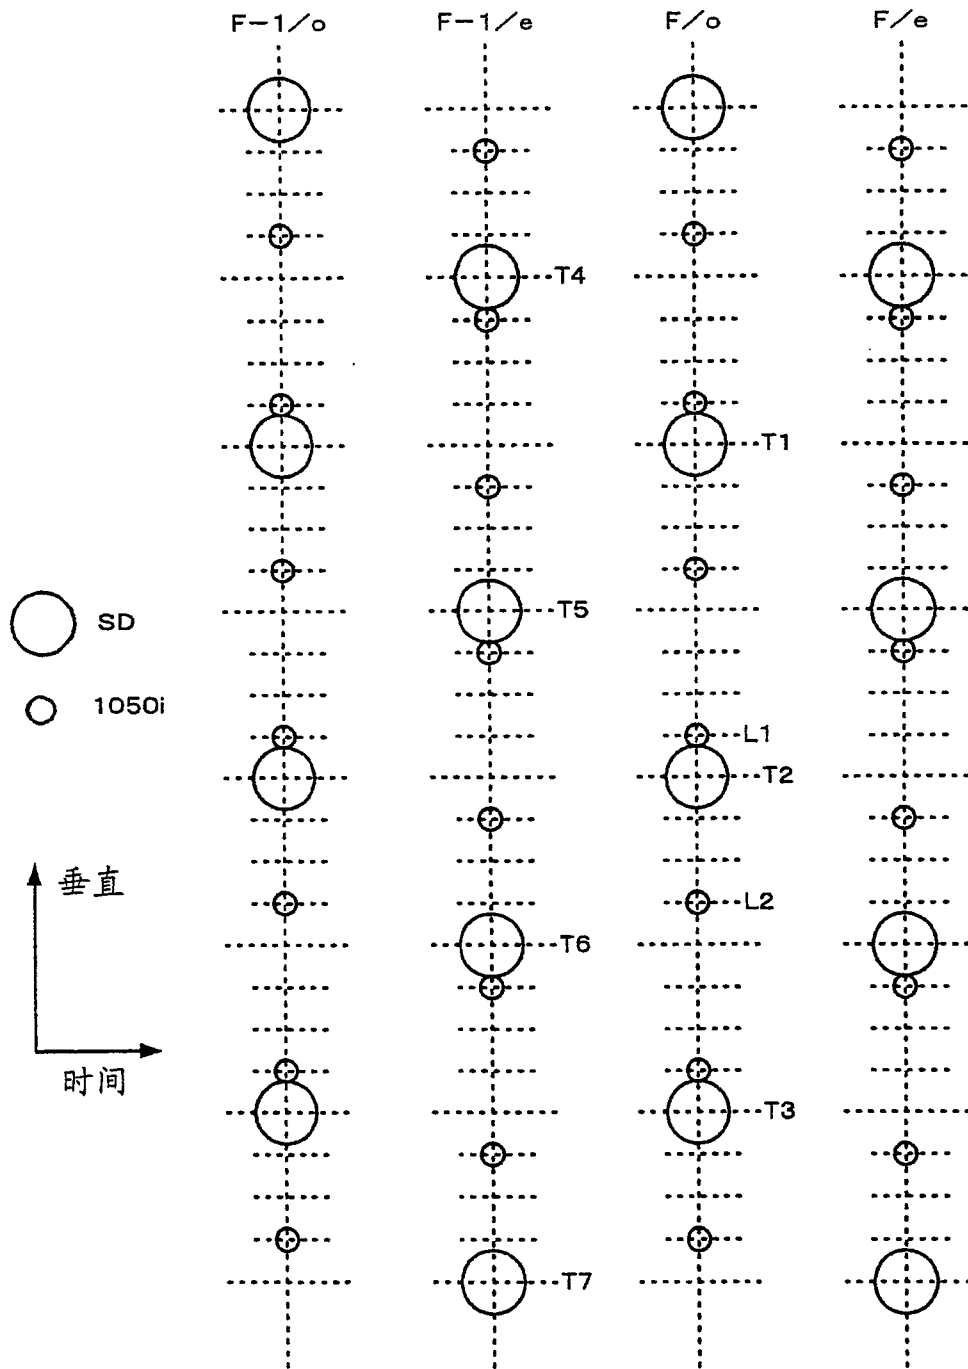 F-1/o F-1/e F/o F/e
T4
T1
T5
SD
1050i
L1
T2
垂直
L2
T6
时间
T3
T7